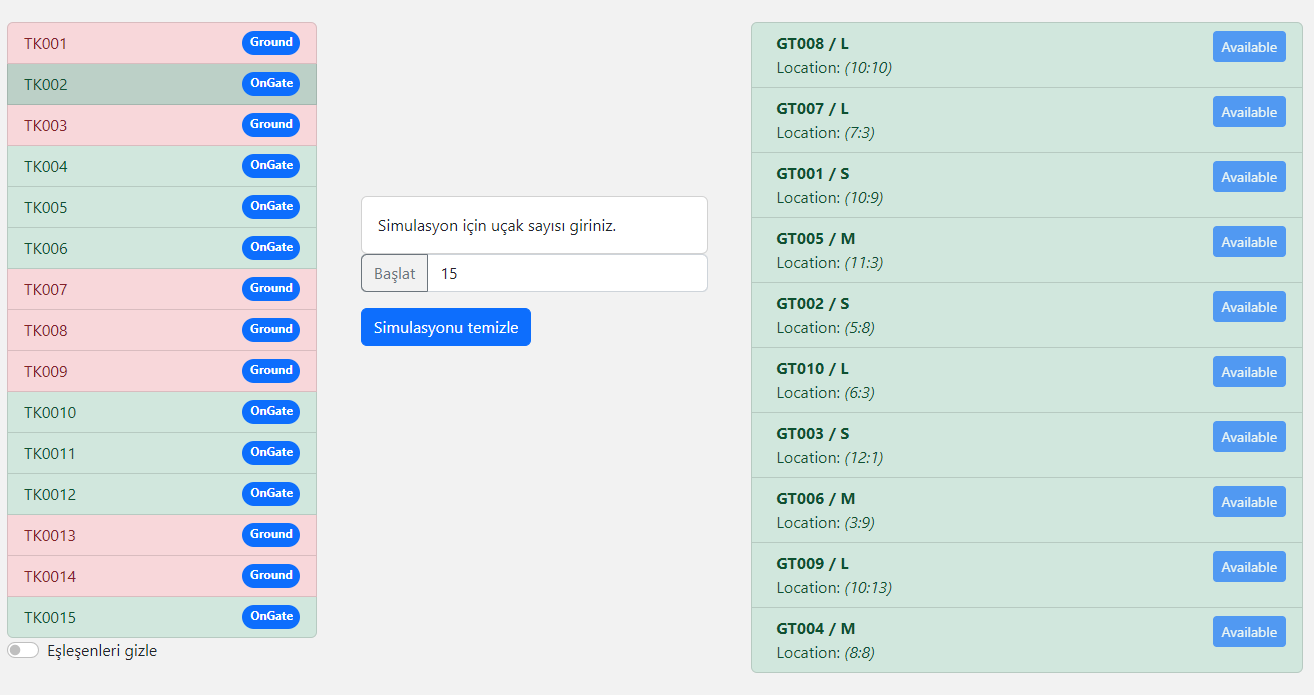 TK001 Ground
TK002 OnGate
TK003 Ground
TK004 OnGate
TK005 OnGate
TK006 OnGate
TK007 Ground
TK008 Ground
TK009 Ground
TK0010 OnGate
TK0011 OnGate
TK0012 OnGate
TK0013 Ground
TK0014 Ground
TK0015 OnGate
Eşleşenleri gizle
Simulasyon için uçak sayısı giriniz.
Başlat 15
Simulasyonu temizle
GT008 / L Available
Location: (10:10)
GT007 / L Available
Location: (7:3)
GT001 / S Available
Location: (10:9)
GT005 / M Available
Location: (11:3)
GT002 / S Available
Location: (5:8)
GT010 / L Available
Location: (6:3)
GT003 / S Available
Location: (12:1)
GT006 / M Available
Location: (3:9)
GT009 / L Available
Location: (10:13)
GT004 / M Available
Location: (8:8)